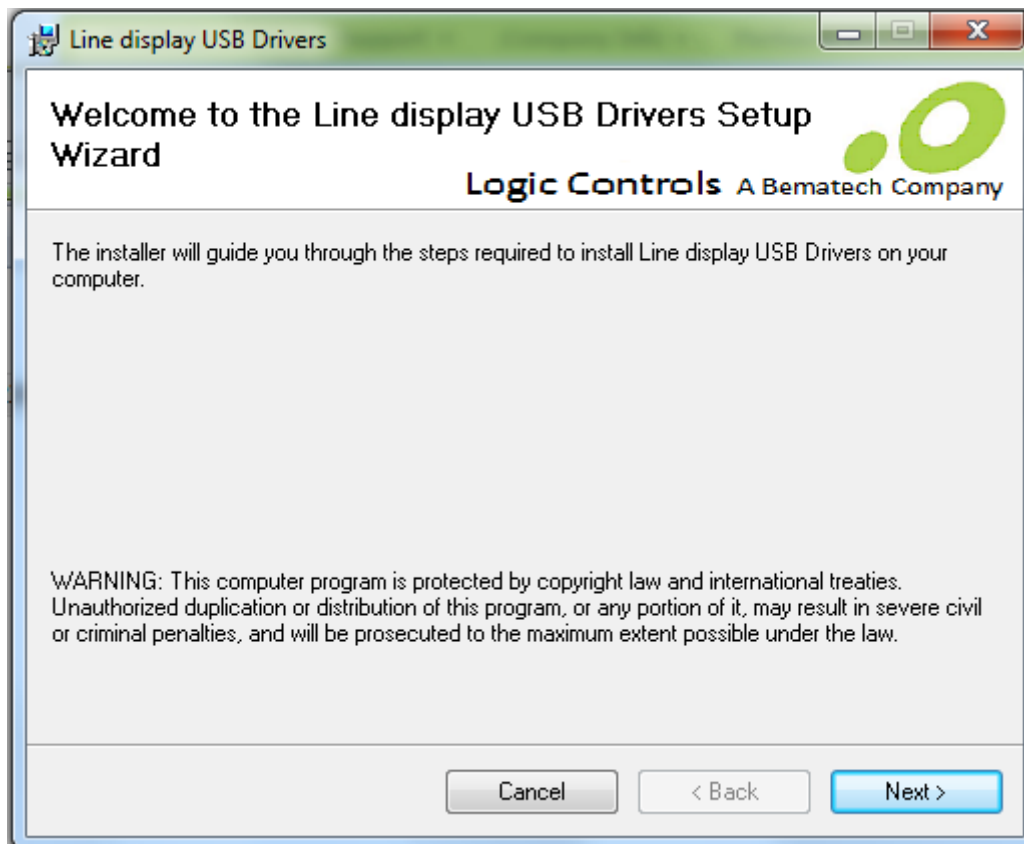 Line display USB Drivers
Welcome to the Line display USB Drivers Setup
Wizard
Logic Controls A Bematech Company
The installer will guide you through the steps required to install Line display USB Drivers on your
computer.
WARNING: This computer program is protected by copyright law and international treaties.
Unauthorized duplication or distribution of this program, or any portion of it, may result in severe civil
or criminal penalties, and will be prosecuted to the maximum extent possible under the law.
Cancel < Back Next >